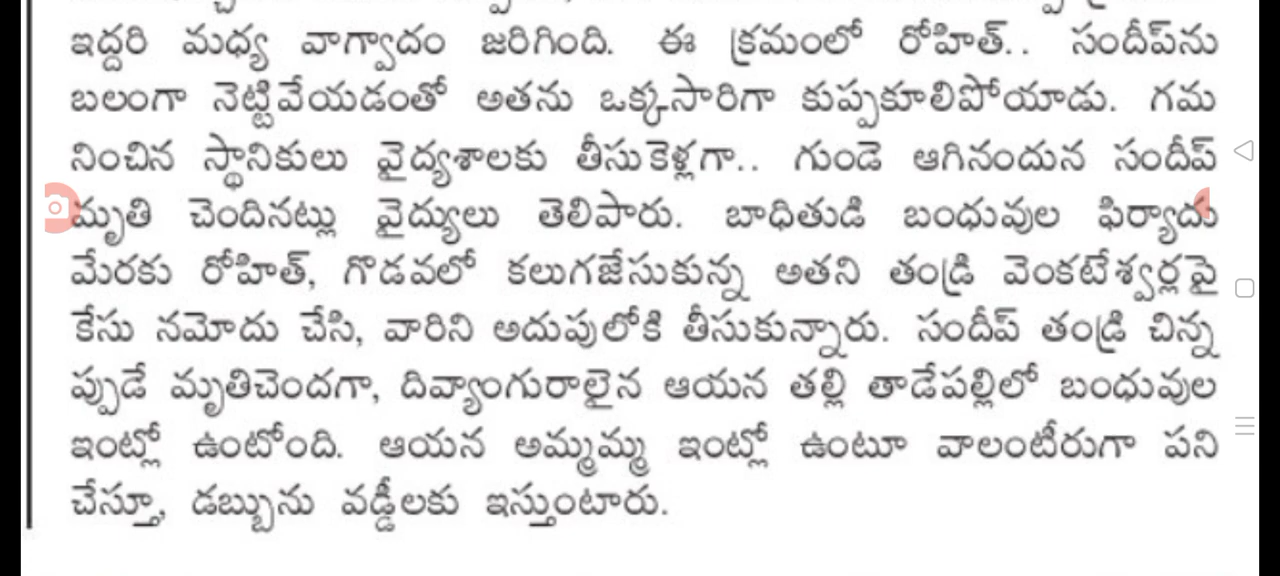 ఇద్దరి మధ్య వాగ్వాదం జరిగింది. ఈ క్రమంలో రోహిత్.. సందీప్‌ను
బలంగా నెట్టివేయడంతో అతను ఒక్కసారిగా కుప్పకూలిపోయాడు. గమ
నించిన స్థానికులు వైద్యశాలకు తీసుకెళ్లగా.. గుండె ఆగినందున సందీప్
మృతి చెందినట్లు వైద్యులు తెలిపారు. బాధితుడి బంధువుల ఫిర్యాదు
మేరకు రోహిత్, గొడవలో కలుగజేసుకున్న అతని తండ్రి వెంకటేశ్వర్లపై
కేసు నమోదు చేసి, వారిని అదుపులోకి తీసుకున్నారు. సందీప్ తండ్రి చిన్న
ప్పుడే మృతిచెందగా, దివ్యాంగురాలైన ఆయన తల్లి తాడేపల్లిలో బంధువుల
ఇంట్లో ఉంటోంది. ఆయన అమ్మమ్మ ఇంట్లో ఉంటూ వాలంటీరుగా పని
చేస్తూ, డబ్బును వడ్డీలకు ఇస్తుంటారు.